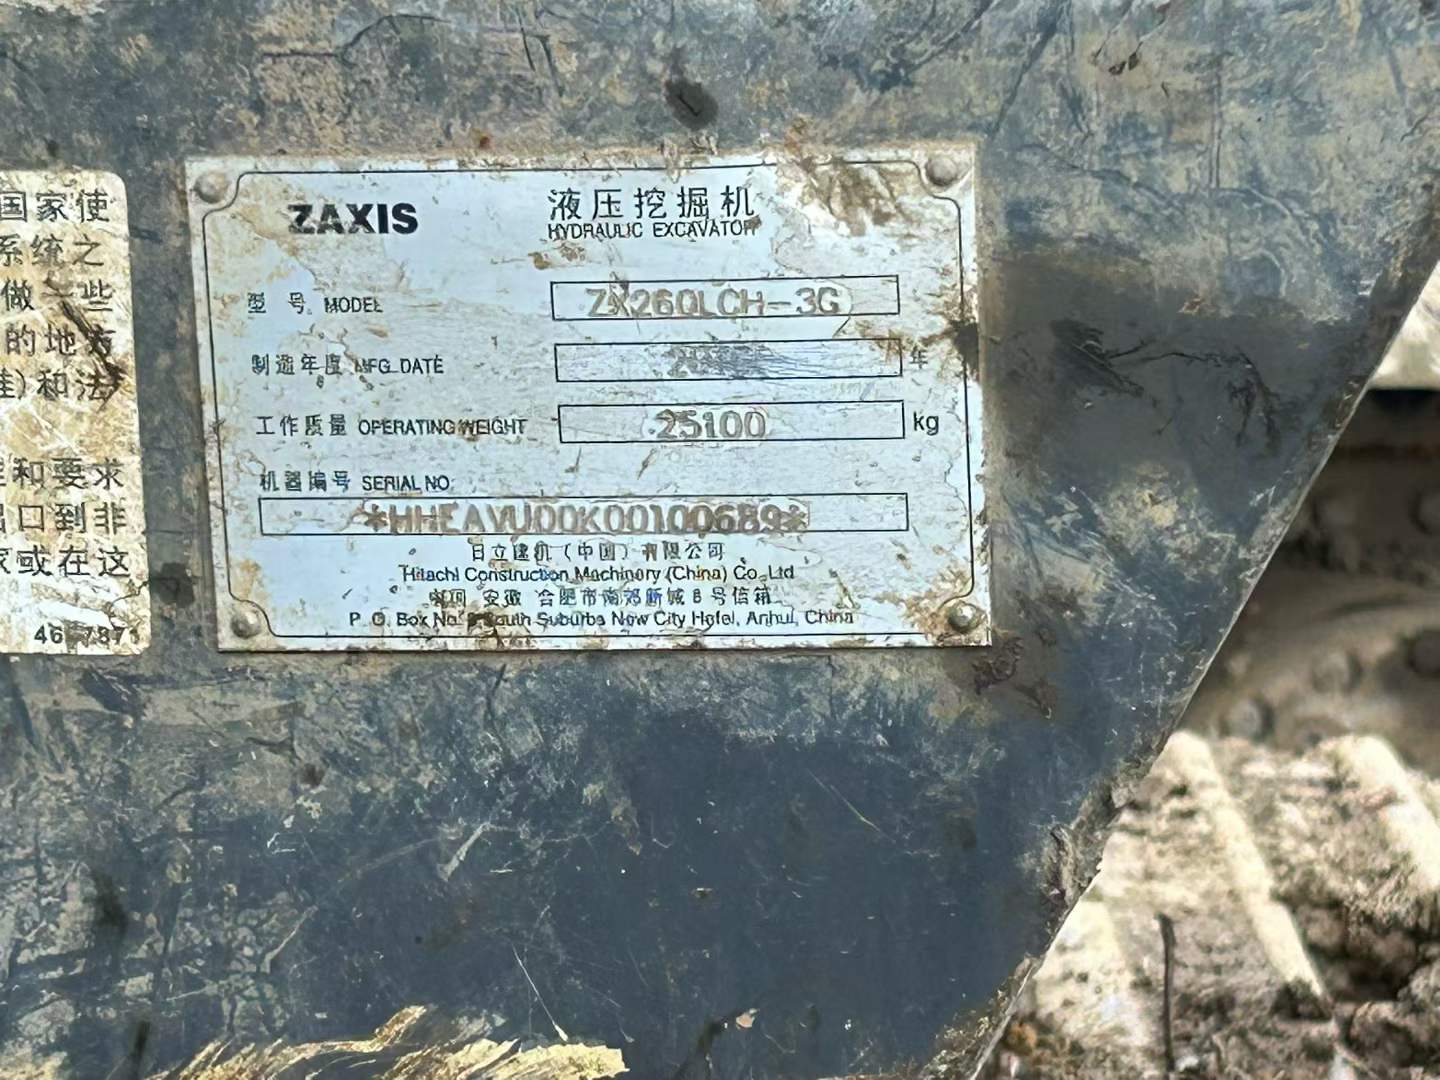 国家使
系统之
做一些
的地方
和法
和要求
出口到非
家或在这
ZAXIS
液压挖掘机
HYDRAULIC EXCAVATOR
型 号 MODEL ZX260LCH-3G
制造年度 MFG DATE 年
工作质量 OPERATING WEIGHT 25100 kg
机器编号 SERIAL NO
*HHEAVU00K00100689*
日立建机（中国）有限公司
Hitachi Construction Machinery (China) Co. Ltd
安徽 合肥市南郊新城 8 号信箱
P. O. Box No. South Suburbs New City Hefei, Anhui, China